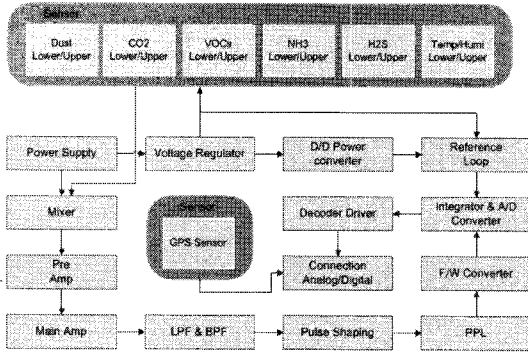 Sensor
Dust
Lower/Upper
CO2
Lower/Upper
VOCs
Lower/Upper
NH3
Lower/Upper
H2S
Lower/Upper
Temp/Humi
Lower/Upper
Power Supply
Voltage Regulator
D/D Power
converter
Reference
Loop
Mixer
Sensor
GPS Sensor
Decoder Driver
Integrator & A/D
Converter
Pre
Amp
Connection
Analog/Digital
F/W Converter
Main Amp
LPF & BPF
Pulse Shaping
PPL